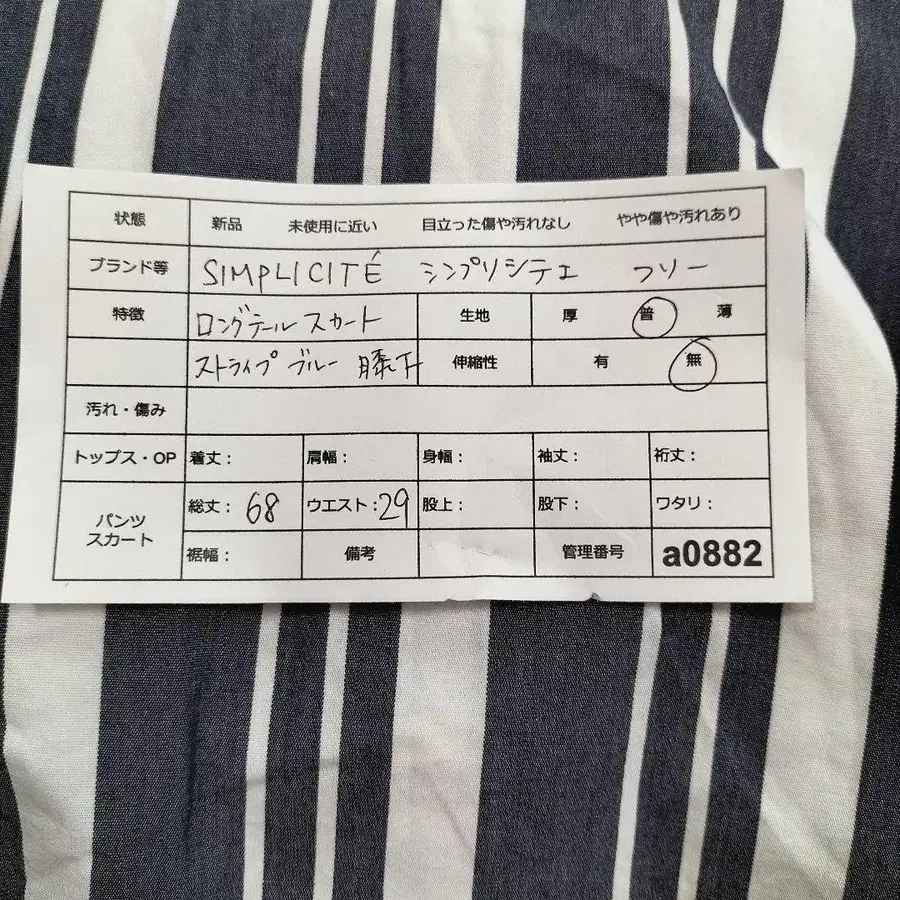 状態 新品 未使用に近い 目立った傷や汚れなし やや傷や汚れあり
ブランド等 SIMPLICITÉ シンプリシテェ フリー
特徴 ロングテールスカート 生地 厚 普 薄
ストライプ ブルー 膝下 伸縮性 有 無
汚れ・傷み
トップス・OP 着丈： 肩幅： 身幅： 袖丈： 裄丈：
パンツ スカート 総丈：68 ウエスト：29 股上： 股下： ワタリ：
裾幅： 備考 管理番号 a0882